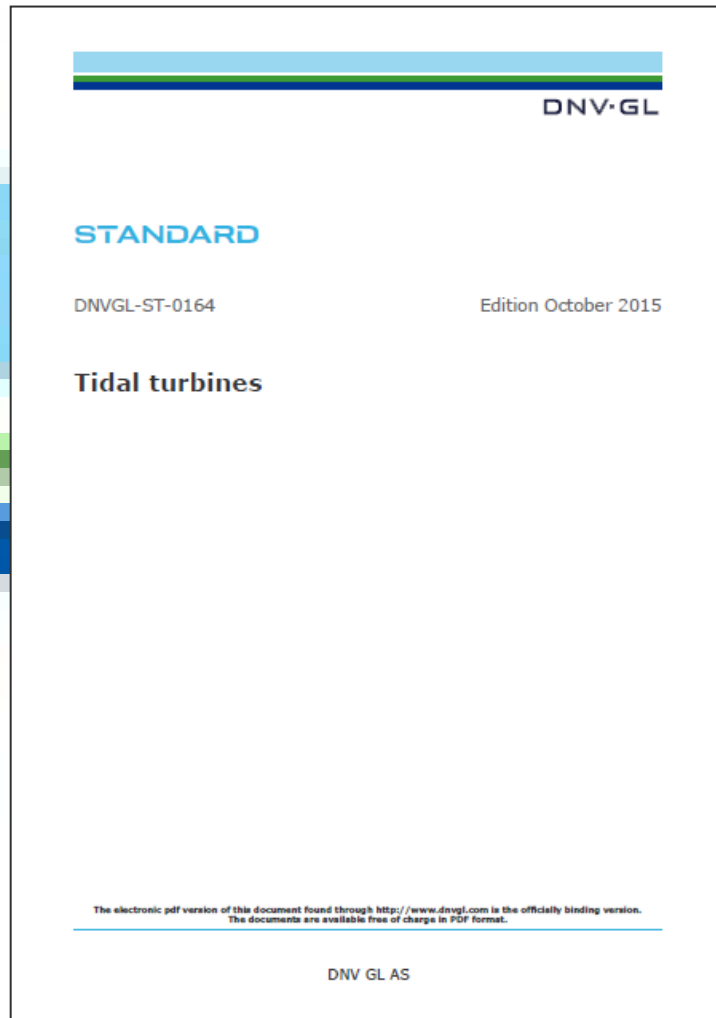 DNV·GL
STANDARD
DNVGL-ST-0164 Edition October 2015
Tidal turbines
The electronic pdf version of this document found through http://www.dnvgl.com is the officially binding version.
The documents are available free of charge in PDF format.
DNV GL AS